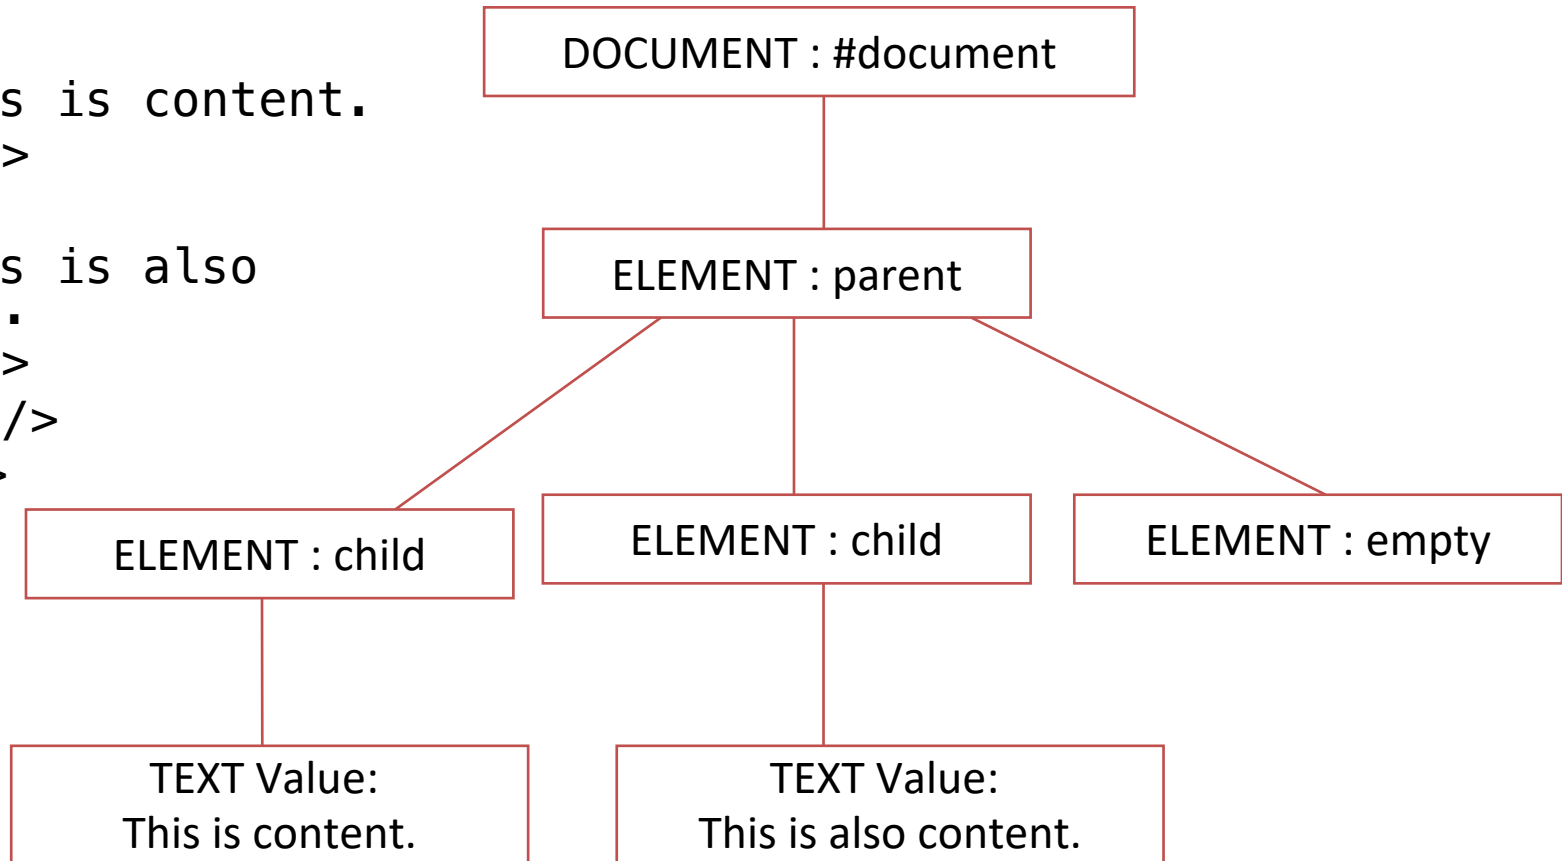 s is content.
>
s is also
.
>
/>
>
DOCUMENT : #document
ELEMENT : parent
ELEMENT : child
ELEMENT : child
ELEMENT : empty
TEXT Value:
This is content.
TEXT Value:
This is also content.